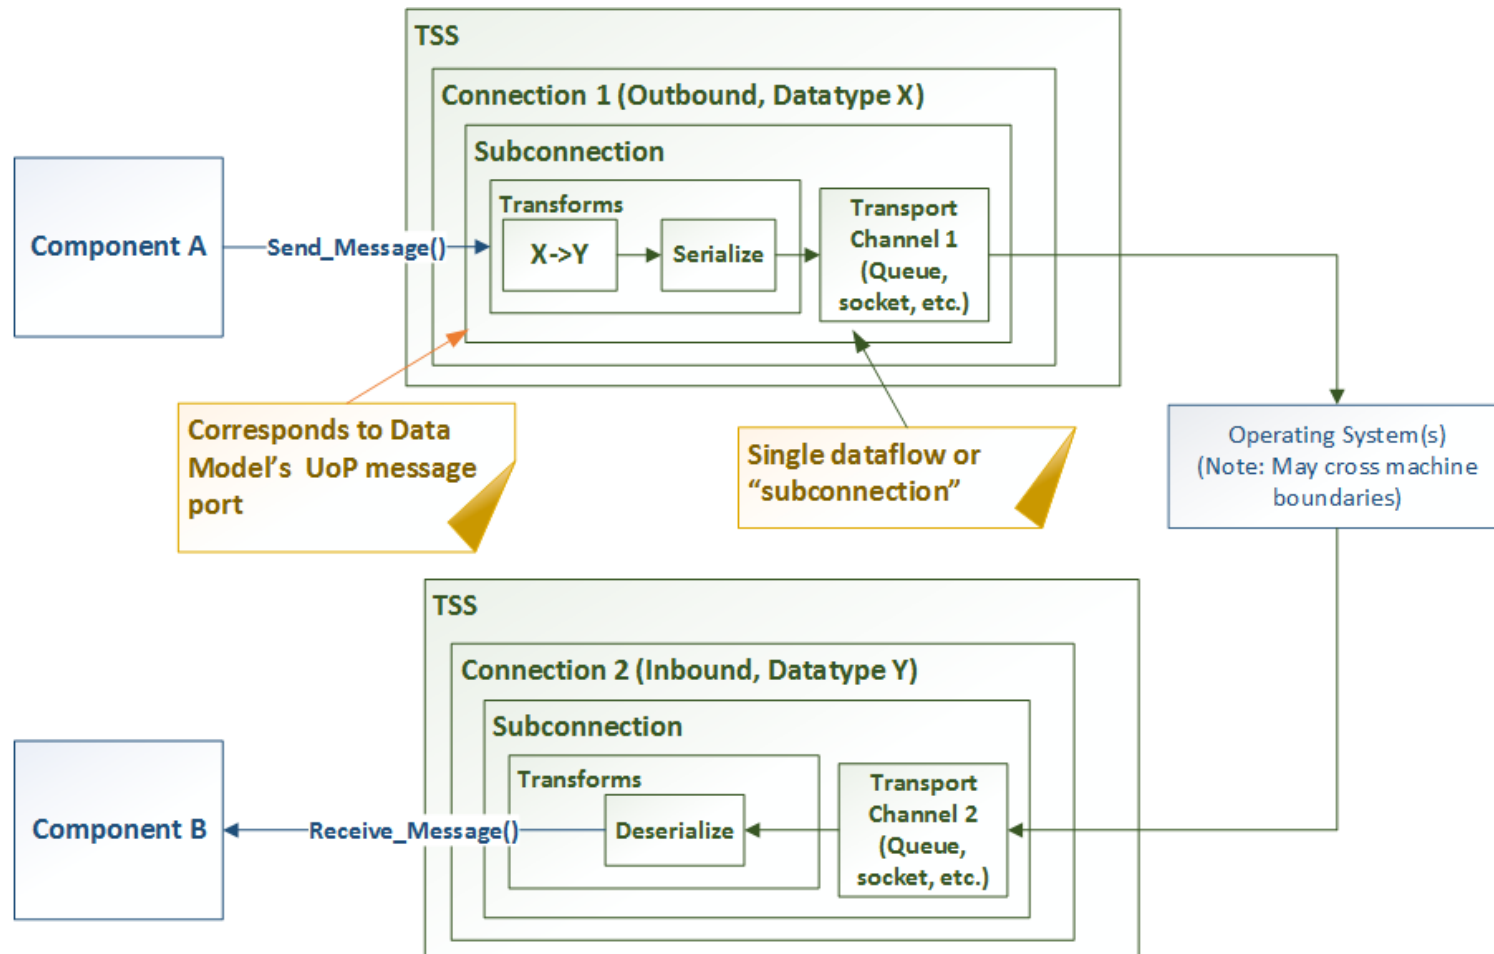 TSS
Connection 1 (Outbound, Datatype X)
Subconnection
Transforms
X->Y
Serialize
Transport
Channel 1
(Queue,
socket, etc.)
Component A
Send_Message()
Corresponds to Data
Model’s UoP message
port
Single dataflow or
“subconnection”
Operating System(s)
(Note: May cross machine
boundaries)
TSS
Connection 2 (Inbound, Datatype Y)
Subconnection
Transforms
Deserialize
Transport
Channel 2
(Queue,
socket, etc.)
Component B
Receive_Message()